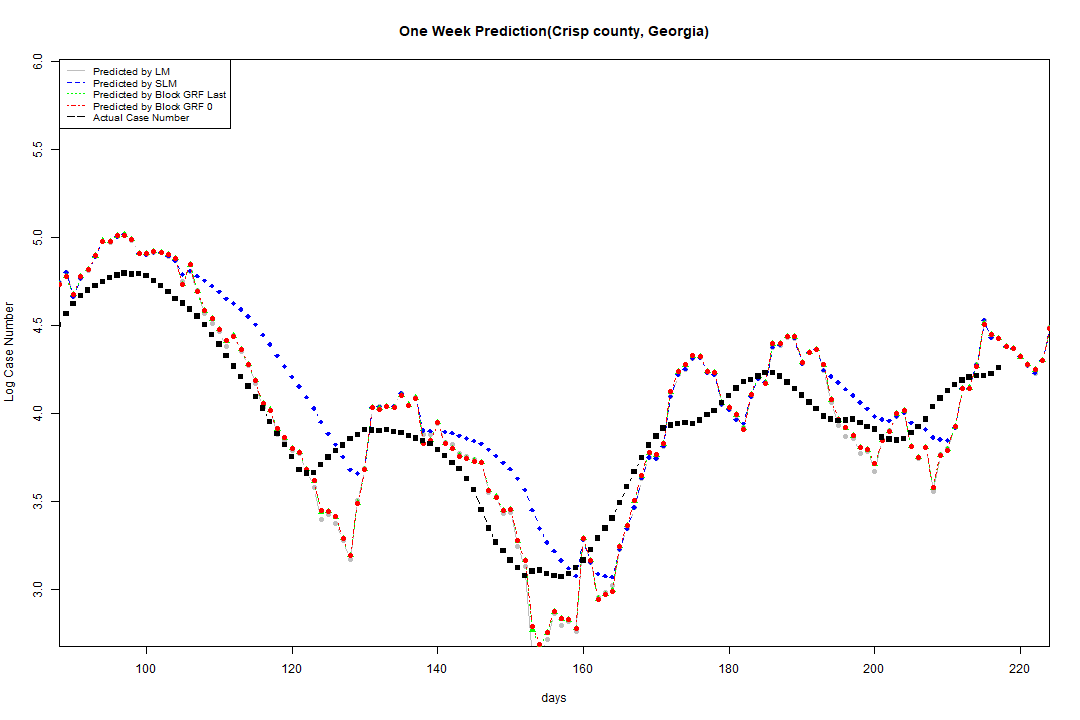 One Week Prediction(Crisp county, Georgia)
6.0
5.5
5.0
4.5
4.0
3.5
3.0
Log Case Number
Predicted by LM
Predicted by SLM
Predicted by Block GRF Last
Predicted by Block GRF 0
Actual Case Number
100
120
140
160
180
200
220
days